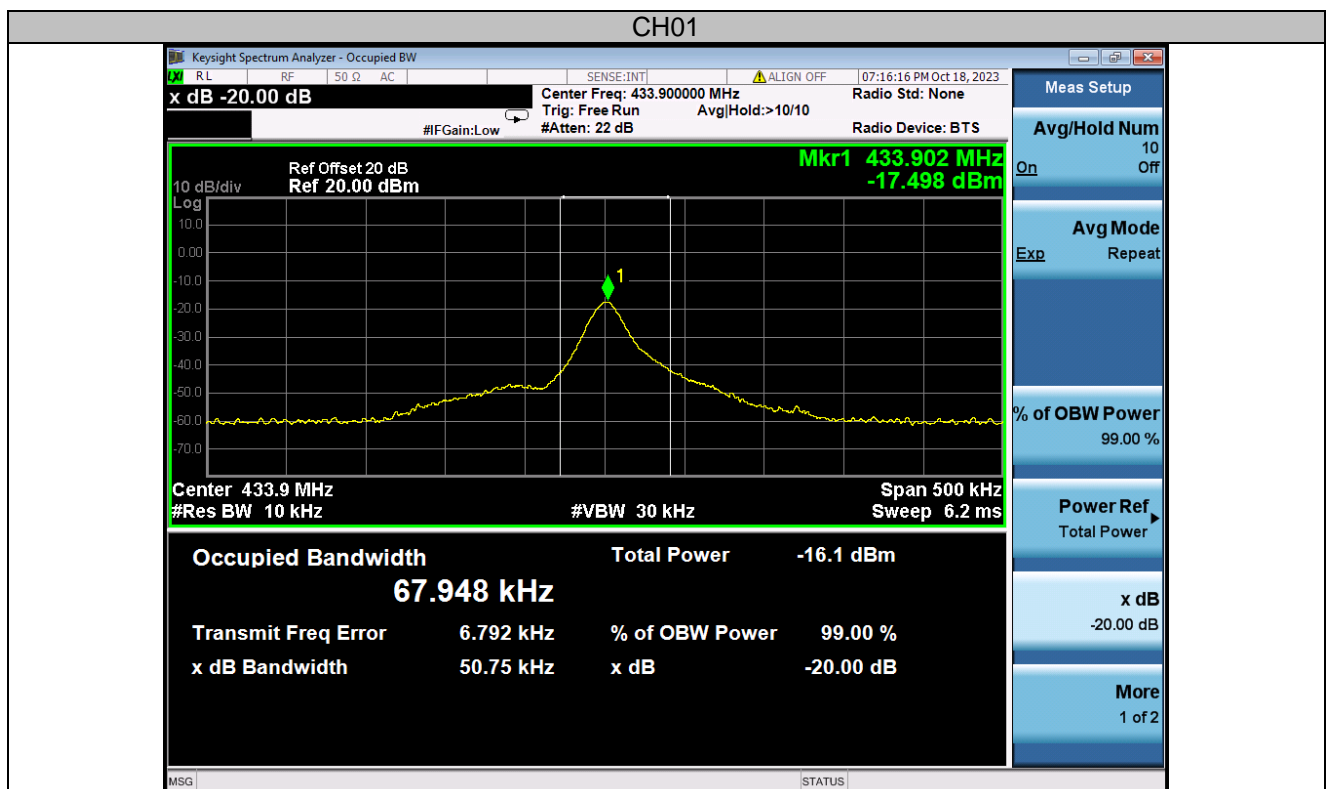 CH01
Keysight Spectrum Analyzer - Occupied BW
LXI RL RF 50 Ω AC SENSE:INT ALIGN OFF 07:16:16 PM Oct 18, 2023
x dB -20.00 dB
Center Freq: 433.900000 MHz Radio Std: None
Trig: Free Run Avg|Hold:>10/10
#IFGain:Low #Atten: 22 dB Radio Device: BTS
Mkr1 433.902 MHz
-17.498 dBm
Ref Offset 20 dB
10 dB/div Ref 20.00 dBm
Log
10.0
0.00
-10.0
-20.0
-30.0
-40.0
-50.0
-60.0
-70.0
1
Center 433.9 MHz Span 500 kHz
#Res BW 10 kHz #VBW 30 kHz Sweep 6.2 ms
Occupied Bandwidth Total Power -16.1 dBm
67.948 kHz
Transmit Freq Error 6.792 kHz % of OBW Power 99.00 %
x dB Bandwidth 50.75 kHz x dB -20.00 dB
MSG STATUS
Meas Setup
Avg/Hold Num
10
On Off
Avg Mode
Exp Repeat
% of OBW Power
99.00 %
Power Ref
Total Power
x dB
-20.00 dB
More
1 of 2